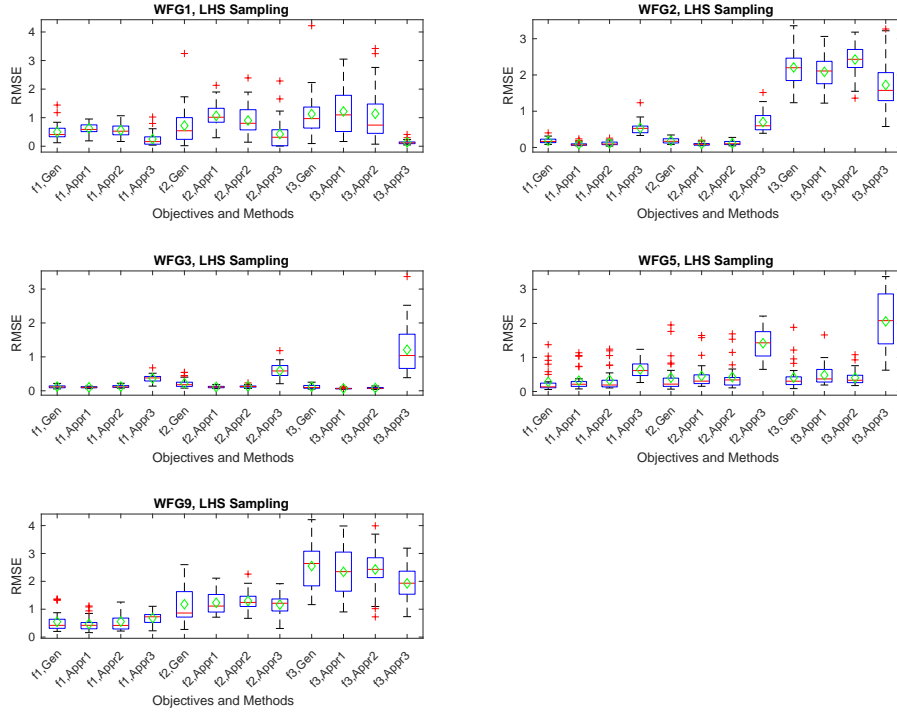 WFG1, LHS Sampling
4
3
2
1
0
RMSE
f1,Gen
f1,Appr1
f1,Appr2
f1,Appr3
f2,Gen
f2,Appr1
f2,Appr2
f2,Appr3
f3,Gen
f3,Appr1
f3,Appr2
f3,Appr3
Objectives and Methods
WFG2, LHS Sampling
3
2
1
0
RMSE
f1,Gen
f1,Appr1
f1,Appr2
f1,Appr3
f2,Gen
f2,Appr1
f2,Appr2
f2,Appr3
f3,Gen
f3,Appr1
f3,Appr2
f3,Appr3
Objectives and Methods
WFG3, LHS Sampling
3
2
1
0
RMSE
f1,Gen
f1,Appr1
f1,Appr2
f1,Appr3
f2,Gen
f2,Appr1
f2,Appr2
f2,Appr3
f3,Gen
f3,Appr1
f3,Appr2
f3,Appr3
Objectives and Methods
WFG5, LHS Sampling
3
2
1
0
RMSE
f1,Gen
f1,Appr1
f1,Appr2
f1,Appr3
f2,Gen
f2,Appr1
f2,Appr2
f2,Appr3
f3,Gen
f3,Appr1
f3,Appr2
f3,Appr3
Objectives and Methods
WFG9, LHS Sampling
4
3
2
1
0
RMSE
f1,Gen
f1,Appr1
f1,Appr2
f1,Appr3
f2,Gen
f2,Appr1
f2,Appr2
f2,Appr3
f3,Gen
f3,Appr1
f3,Appr2
f3,Appr3
Objectives and Methods